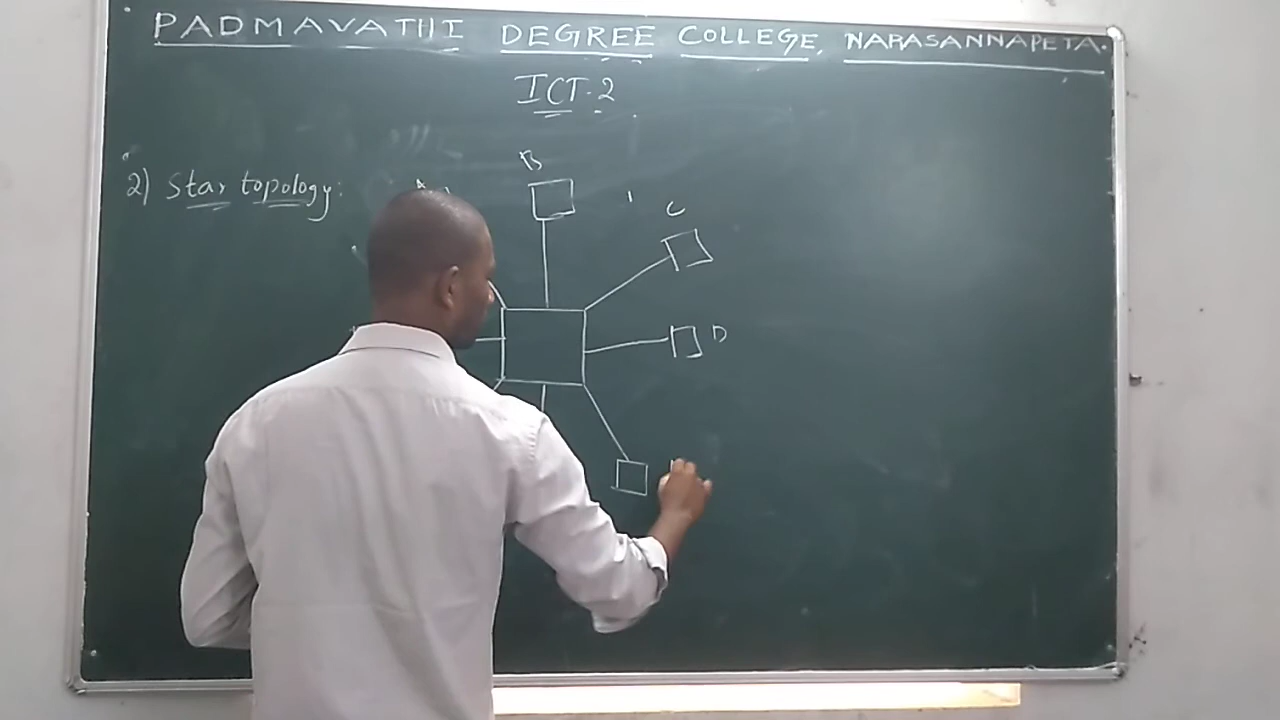 PADMAVATHI DEGREE COLLEGE, NARASANNAPETA.
ICT-2
2) Star topology:
A
B
C
D